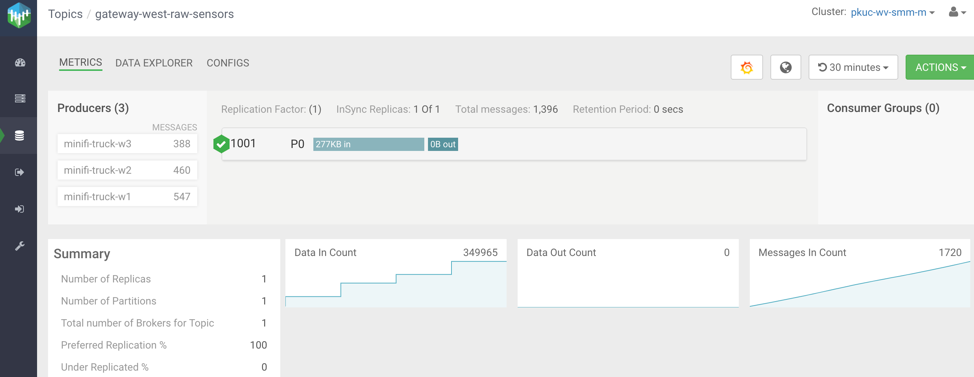 Topics / gateway-west-raw-sensors
Cluster: pkuc-wv-smm-m
METRICS DATA EXPLORER CONFIGS
30 minutes
ACTIONS
Producers (3)
MESSAGES
minifi-truck-w3 388
minifi-truck-w2 460
minifi-truck-w1 547
Replication Factor: (1) InSync Replicas: 1 Of 1 Total messages: 1,396 Retention Period: 0 secs
1001 P0 277KB in 0B out
Consumer Groups (0)
Summary
Number of Replicas 1
Number of Partitions 1
Total number of Brokers for Topic 1
Preferred Replication % 100
Under Replicated % 0
Data In Count 349965
Data Out Count 0
Messages In Count 1720